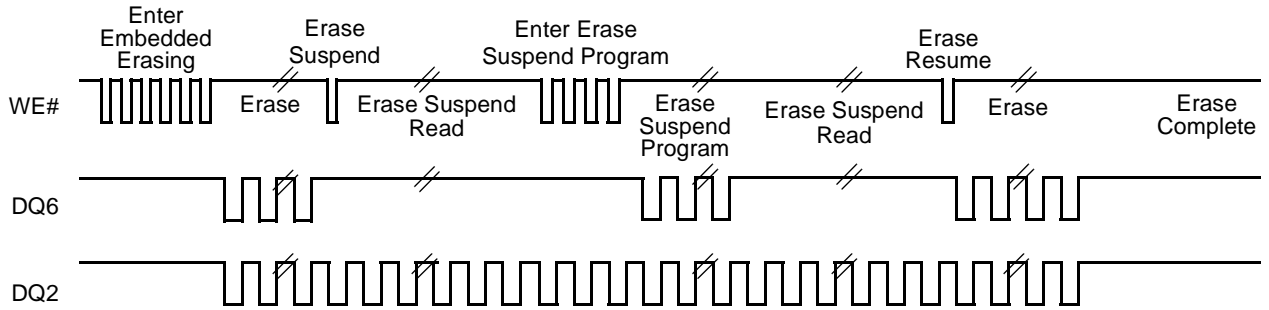 Enter
Embedded
Erasing
Erase
Suspend
Enter Erase
Suspend Program
Erase
Resume
WE#
Erase
Erase Suspend
Read
Erase
Suspend
Program
Erase Suspend
Read
Erase
Erase
Complete
DQ6
DQ2